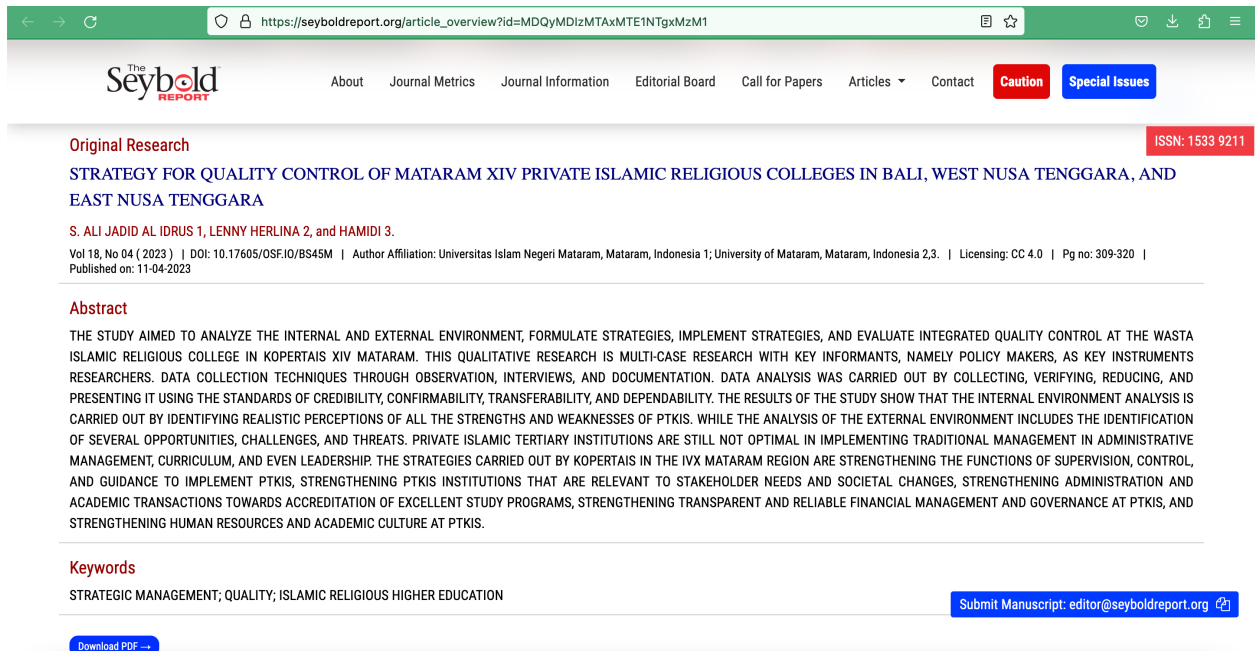 https://seyboldreport.org/article_overview?id=MDQyMDIzMTAxMTE1NTgxMzM1
The
Seybold
REPORT
About Journal Metrics Journal Information Editorial Board Call for Papers Articles Contact Caution Special Issues
ISSN: 1533 9211
Original Research
STRATEGY FOR QUALITY CONTROL OF MATARAM XIV PRIVATE ISLAMIC RELIGIOUS COLLEGES IN BALI, WEST NUSA TENGGARA, AND
EAST NUSA TENGGARA
S. ALI JADID AL IDRUS 1, LENNY HERLINA 2, and HAMIDI 3.
Vol 18, No 04 ( 2023 ) | DOI: 10.17605/OSF.IO/BS45M | Author Affiliation: Universitas Islam Negeri Mataram, Mataram, Indonesia 1; University of Mataram, Mataram, Indonesia 2,3. | Licensing: CC 4.0 | Pg no: 309-320 |
Published on: 11-04-2023
Abstract
THE STUDY AIMED TO ANALYZE THE INTERNAL AND EXTERNAL ENVIRONMENT, FORMULATE STRATEGIES, IMPLEMENT STRATEGIES, AND EVALUATE INTEGRATED QUALITY CONTROL AT THE WASTA
ISLAMIC RELIGIOUS COLLEGE IN KOPERTAIS XIV MATARAM. THIS QUALITATIVE RESEARCH IS MULTI-CASE RESEARCH WITH KEY INFORMANTS, NAMELY POLICY MAKERS, AS KEY INSTRUMENTS
RESEARCHERS. DATA COLLECTION TECHNIQUES THROUGH OBSERVATION, INTERVIEWS, AND DOCUMENTATION. DATA ANALYSIS WAS CARRIED OUT BY COLLECTING, VERIFYING, REDUCING, AND
PRESENTING IT USING THE STANDARDS OF CREDIBILITY, CONFIRMABILITY, TRANSFERABILITY, AND DEPENDABILITY. THE RESULTS OF THE STUDY SHOW THAT THE INTERNAL ENVIRONMENT ANALYSIS IS
CARRIED OUT BY IDENTIFYING REALISTIC PERCEPTIONS OF ALL THE STRENGTHS AND WEAKNESSES OF PTKIS. WHILE THE ANALYSIS OF THE EXTERNAL ENVIRONMENT INCLUDES THE IDENTIFICATION
OF SEVERAL OPPORTUNITIES, CHALLENGES, AND THREATS. PRIVATE ISLAMIC TERTIARY INSTITUTIONS ARE STILL NOT OPTIMAL IN IMPLEMENTING TRADITIONAL MANAGEMENT IN ADMINISTRATIVE
MANAGEMENT, CURRICULUM, AND EVEN LEADERSHIP. THE STRATEGIES CARRIED OUT BY KOPERTAIS IN THE IVX MATARAM REGION ARE STRENGTHENING THE FUNCTIONS OF SUPERVISION, CONTROL,
AND GUIDANCE TO IMPLEMENT PTKIS, STRENGTHENING PTKIS INSTITUTIONS THAT ARE RELEVANT TO STAKEHOLDER NEEDS AND SOCIETAL CHANGES, STRENGTHENING ADMINISTRATION AND
ACADEMIC TRANSACTIONS TOWARDS ACCREDITATION OF EXCELLENT STUDY PROGRAMS, STRENGTHENING TRANSPARENT AND RELIABLE FINANCIAL MANAGEMENT AND GOVERNANCE AT PTKIS, AND
STRENGTHENING HUMAN RESOURCES AND ACADEMIC CULTURE AT PTKIS.
Keywords
STRATEGIC MANAGEMENT; QUALITY; ISLAMIC RELIGIOUS HIGHER EDUCATION
Submit Manuscript: editor@seyboldreport.org
Download PDF →